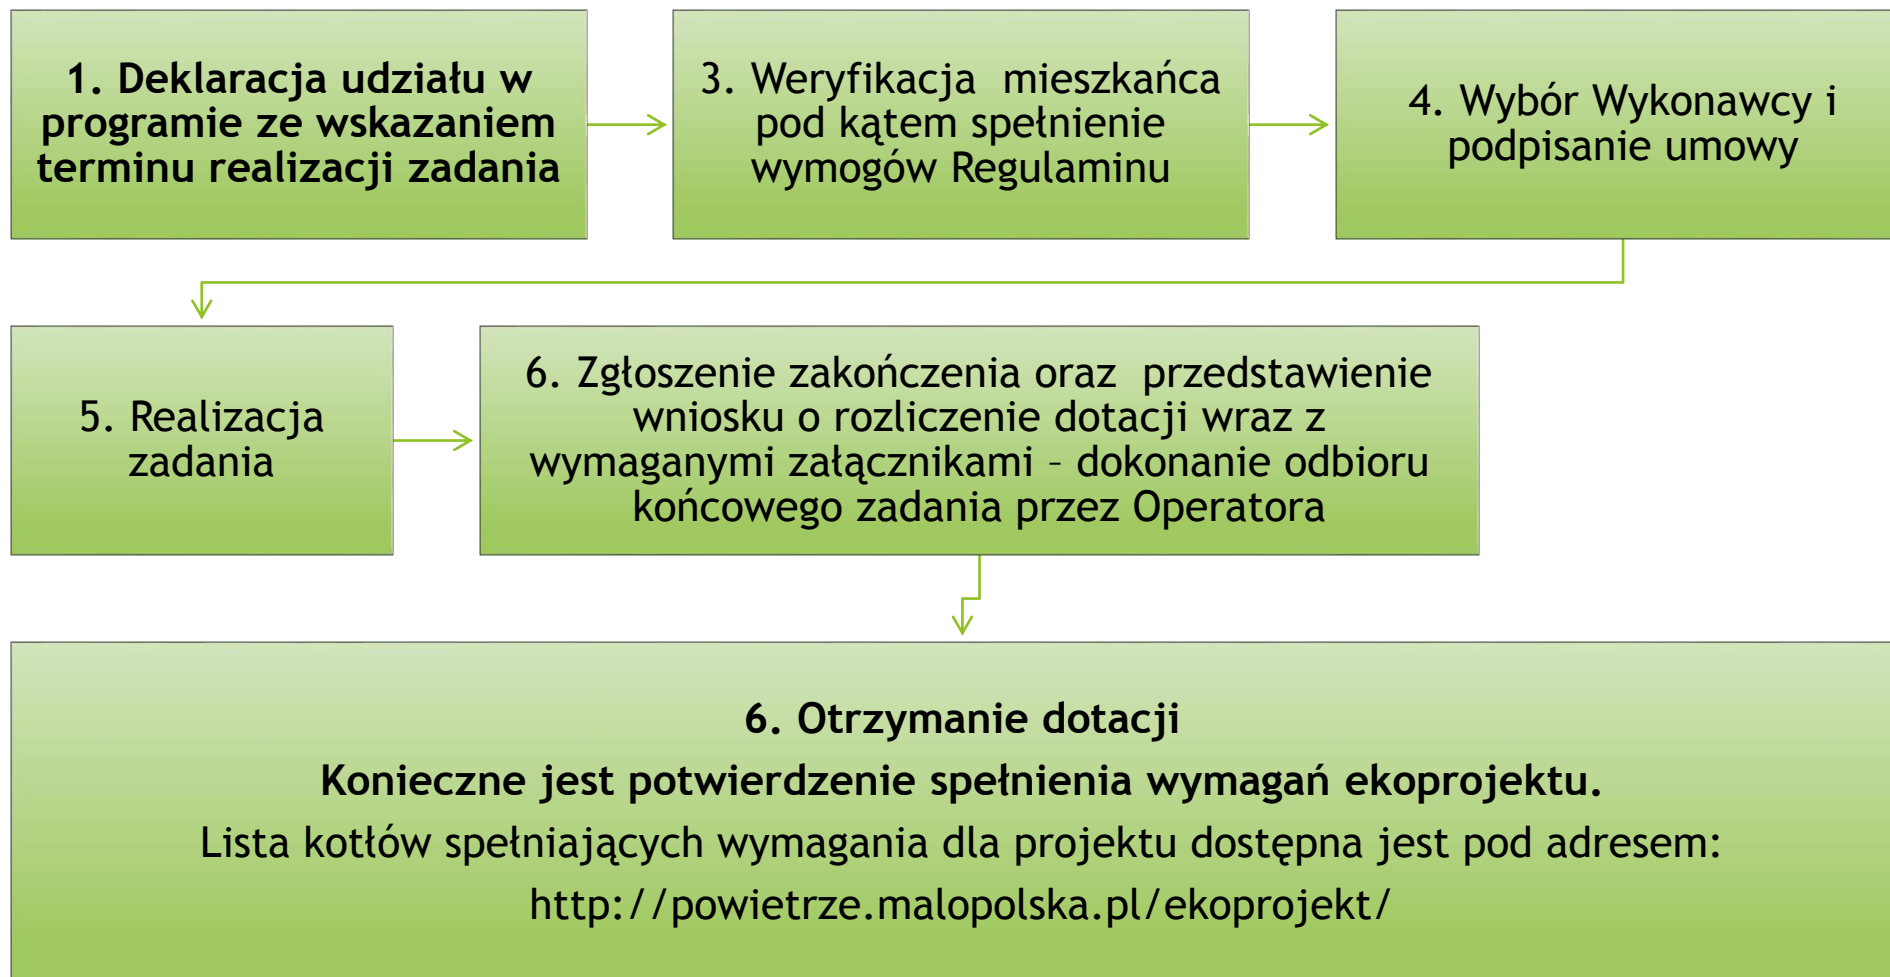 1. Deklaracja udziału w
programie ze wskazaniem
terminu realizacji zadania
3. Weryfikacja mieszkańca
pod kątem spełnienie
wymogów Regulaminu
4. Wybór Wykonawcy i
podpisanie umowy
5. Realizacja
zadania
6. Zgłoszenie zakończenia oraz przedstawienie
wniosku o rozliczenie dotacji wraz z
wymaganymi załącznikami – dokonanie odbioru
końcowego zadania przez Operatora
6. Otrzymanie dotacji
Konieczne jest potwierdzenie spełnienia wymagań ekoprojektu.
Lista kotłów spełniających wymagania dla projektu dostępna jest pod adresem:
http://powietrze.malopolska.pl/ekoprojekt/